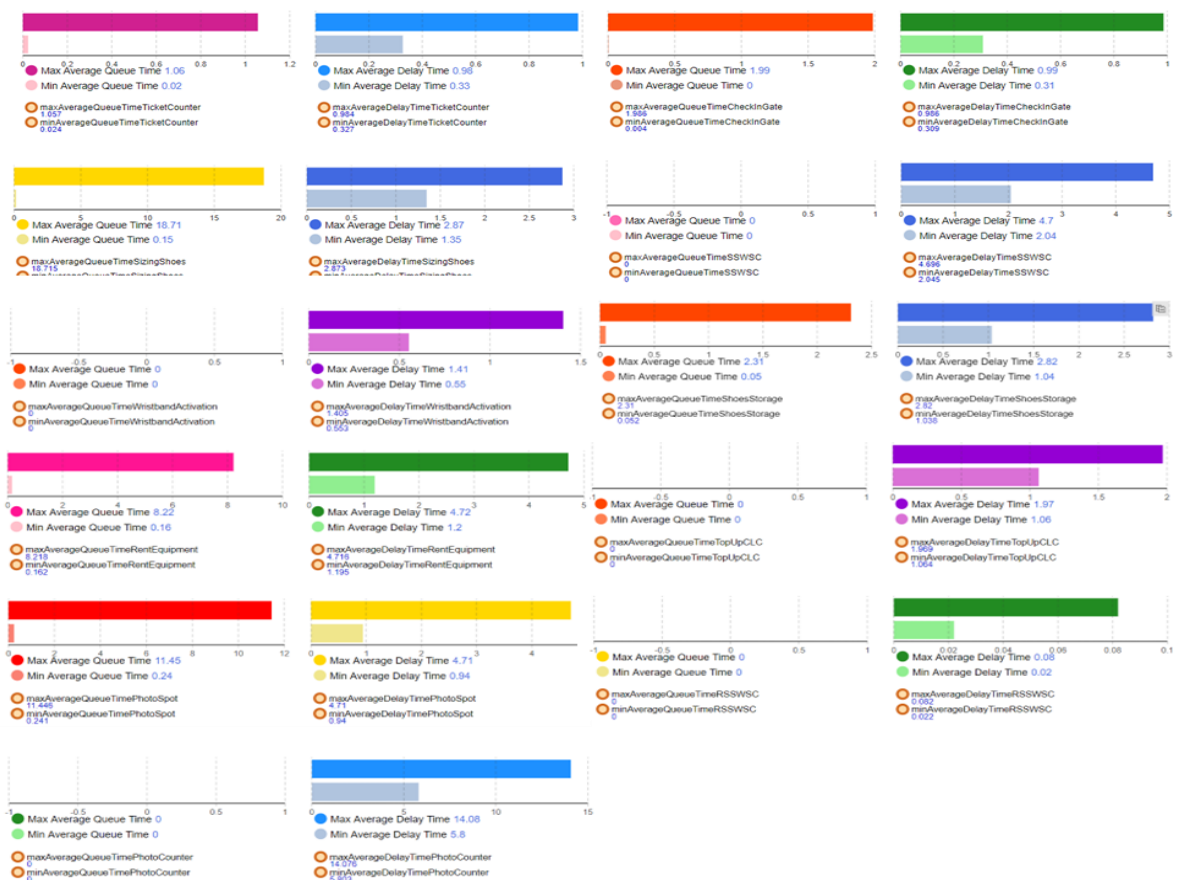 0 0.2 0.4 0.6 0.8 1 1.2
Max Average Queue Time 1.06
Min Average Queue Time 0.02
maxAverageQueueTimeTicketCounter
1.057
minAverageQueueTimeTicketCounter
0.024
0 0.2 0.4 0.6 0.8 1
Max Average Delay Time 0.98
Min Average Delay Time 0.33
maxAverageDelayTimeTicketCounter
0.984
minAverageDelayTimeTicketCounter
0.327
0 0.5 1 1.5 2
Max Average Queue Time 1.99
Min Average Queue Time 0
maxAverageQueueTimeCheckInGate
1.986
minAverageQueueTimeCheckInGate
0.004
0 0.2 0.4 0.6 0.8 1
Max Average Delay Time 0.99
Min Average Delay Time 0.31
maxAverageDelayTimeCheckInGate
0.986
minAverageDelayTimeCheckInGate
0.309
0 5 10 15 20
Max Average Queue Time 18.71
Min Average Queue Time 0.15
maxAverageQueueTimeSizingShoes
18.715
0 0.5 1 1.5 2 2.5 3
Max Average Delay Time 2.87
Min Average Delay Time 1.35
maxAverageDelayTimeSizingShoes
2.873
-1 -0.5 0 0.5 1
Max Average Queue Time 0
Min Average Queue Time 0
maxAverageQueueTimeSSWSC
0
minAverageQueueTimeSSWSC
0
0 1 2 3 4 5
Max Average Delay Time 4.7
Min Average Delay Time 2.04
maxAverageDelayTimeSSWSC
4.696
minAverageDelayTimeSSWSC
2.045
-1 -0.5 0 0.5 1
Max Average Queue Time 0
Min Average Queue Time 0
maxAverageQueueTimeWristbandActivation
0
minAverageQueueTimeWristbandActivation
0
0 0.5 1 1.5
Max Average Delay Time 1.41
Min Average Delay Time 0.55
maxAverageDelayTimeWristbandActivation
1.405
minAverageDelayTimeWristbandActivation
0.553
0 0.5 1 1.5 2 2.5
Max Average Queue Time 2.31
Min Average Queue Time 0.05
maxAverageQueueTimeShoesStorage
2.31
minAverageQueueTimeShoesStorage
0.052
0 0.5 1 1.5 2 2.5 3
Max Average Delay Time 2.82
Min Average Delay Time 1.04
maxAverageDelayTimeShoesStorage
2.82
minAverageDelayTimeShoesStorage
1.038
0 2 4 6 8 10
Max Average Queue Time 8.22
Min Average Queue Time 0.16
maxAverageQueueTimeRentEquipment
8.218
minAverageQueueTimeRentEquipment
0.162
0 1 2 3 4 5
Max Average Delay Time 4.72
Min Average Delay Time 1.2
maxAverageDelayTimeRentEquipment
4.716
minAverageDelayTimeRentEquipment
1.195
-1 -0.5 0 0.5 1
Max Average Queue Time 0
Min Average Queue Time 0
maxAverageQueueTimeTopUpCLC
0
minAverageQueueTimeTopUpCLC
0
0 0.5 1 1.5 2
Max Average Delay Time 1.97
Min Average Delay Time 1.06
maxAverageDelayTimeTopUpCLC
1.969
minAverageDelayTimeTopUpCLC
1.064
0 2 4 6 8 10 12
Max Average Queue Time 11.45
Min Average Queue Time 0.24
maxAverageQueueTimePhotoSpot
11.446
minAverageQueueTimePhotoSpot
0.241
0 1 2 3 4
Max Average Delay Time 4.71
Min Average Delay Time 0.94
maxAverageDelayTimePhotoSpot
4.71
minAverageDelayTimePhotoSpot
0.94
-1 -0.5 0 0.5 1
Max Average Queue Time 0
Min Average Queue Time 0
maxAverageQueueTimeRSSWSC
0
minAverageQueueTimeRSSWSC
0
0 0.02 0.04 0.06 0.08 0.1
Max Average Delay Time 0.08
Min Average Delay Time 0.02
maxAverageDelayTimeRSSWSC
0.082
minAverageDelayTimeRSSWSC
0.022
-1 -0.5 0 0.5 1
Max Average Queue Time 0
Min Average Queue Time 0
maxAverageQueueTimePhotoCounter
0
minAverageQueueTimePhotoCounter
0
0 5 10 15
Max Average Delay Time 14.08
Min Average Delay Time 5.8
maxAverageDelayTimePhotoCounter
14.076
minAverageDelayTimePhotoCounter
5.803